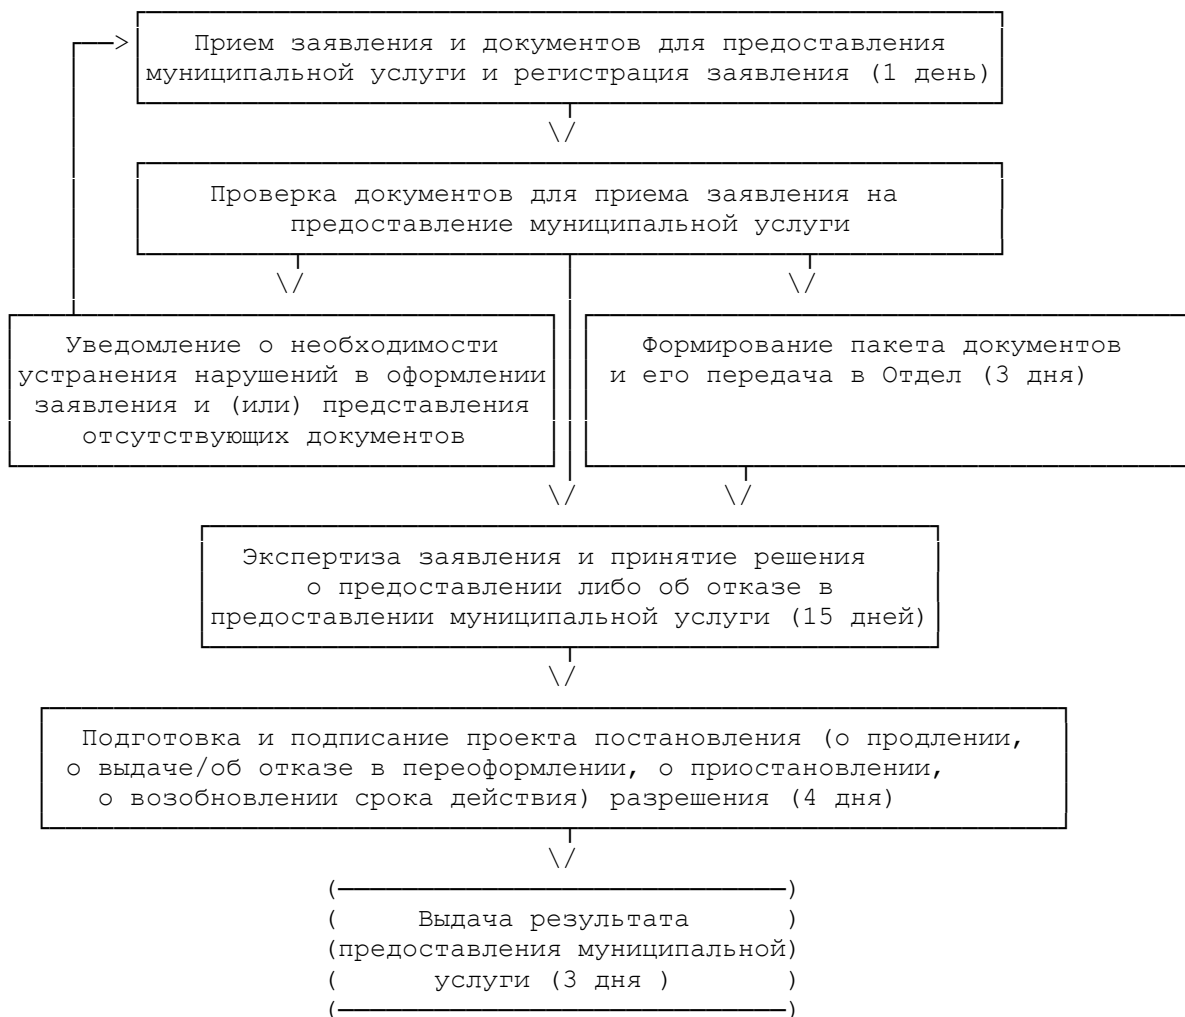 Прием заявления и документов для предоставления
муниципальной услуги и регистрация заявления (1 день)
Проверка документов для приема заявления на
предоставление муниципальной услуги
Уведомление о необходимости
устранения нарушений в оформлении
заявления и (или) представления
отсутствующих документов
Формирование пакета документов
и его передача в Отдел (3 дня)
Экспертиза заявления и принятие решения
о предоставлении либо об отказе в
предоставлении муниципальной услуги (15 дней)
Подготовка и подписание проекта постановления (о продлении,
о выдаче/об отказе в переоформлении, о приостановлении,
о возобновлении срока действия) разрешения (4 дня)
Выдача результата
предоставления муниципальной
услуги (3 дня )